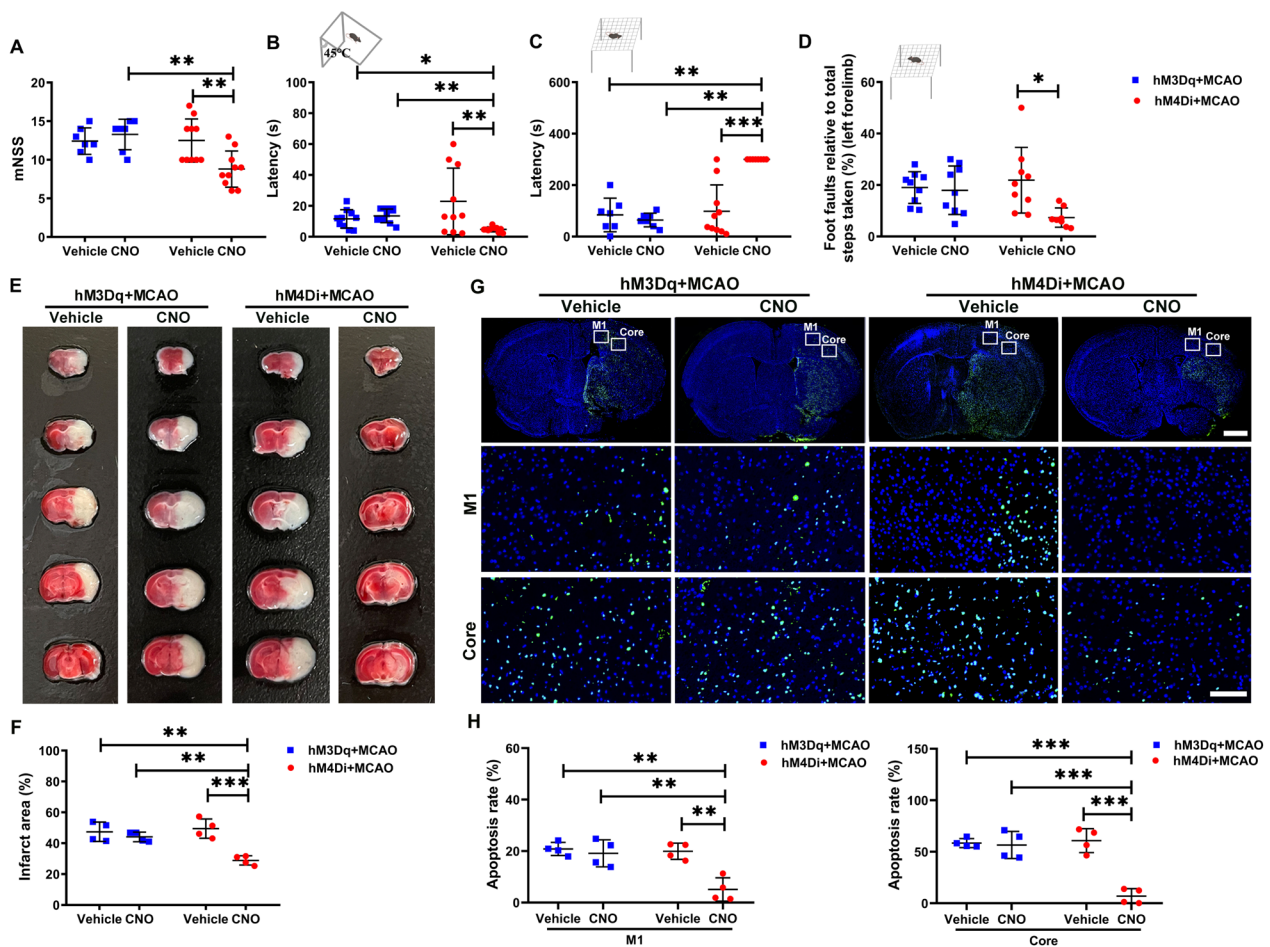 A
mNSS
20
15
10
5
0
Vehicle CNO Vehicle CNO
** **
B
45°C
Latency (s)
100
80
60
40
20
0
Vehicle CNO Vehicle CNO
* ** **
C
Latency (s)
600
400
200
0
Vehicle CNO Vehicle CNO
** ** ***
D
Foot faults relative to total
steps taken (%) (left forelimb)
60
40
20
0
Vehicle CNO Vehicle CNO
*
hM3Dq+MCAO
hM4Di+MCAO
E
hM3Dq+MCAO hM4Di+MCAO
Vehicle CNO Vehicle CNO
G
hM3Dq+MCAO hM4Di+MCAO
Vehicle CNO Vehicle CNO
M1 Core M1 Core M1 Core M1 Core
M1
Core
F
Infarct area (%)
100
80
60
40
20
0
Vehicle CNO Vehicle CNO
** ** ***
hM3Dq+MCAO
hM4Di+MCAO
H
Apoptosis rate (%)
60
40
20
0
Vehicle CNO Vehicle CNO
M1
** ** **
hM3Dq+MCAO
hM4Di+MCAO
Apoptosis rate (%)
150
100
50
0
Vehicle CNO Vehicle CNO
Core
*** *** ***
hM3Dq+MCAO
hM4Di+MCAO